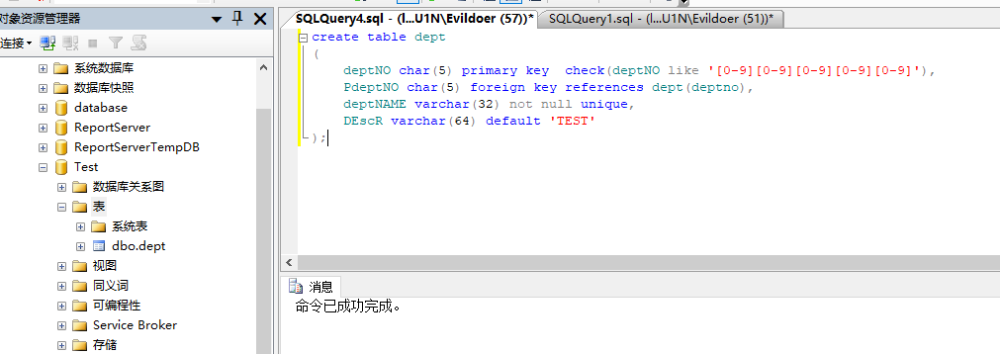 对象资源管理器
连接
系统数据库
数据库快照
database
ReportServer
ReportServerTempDB
Test
数据库关系图
表
系统表
dbo.dept
视图
同义词
可编程性
Service Broker
存储
SQLQuery4.sql - (l...U1N\Evildoer (57))*
SQLQuery1.sql - (l...U1N\Evildoer (51))*
create table dept
(
deptNO char(5) primary key  check(deptNO like '[0-9][0-9][0-9][0-9][0-9]'),
PdeptNO char(5) foreign key references dept(deptno),
deptNAME varchar(32) not null unique,
DEscR varchar(64) default 'TEST'
);
消息
命令已成功完成。